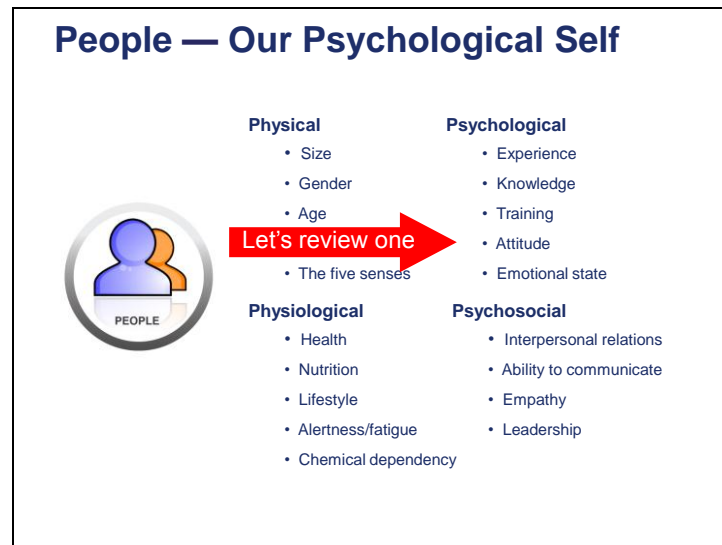 People — Our Psychological Self
Physical
• Size
• Gender
• Age
Let's review one
• The five senses
Psychological
• Experience
• Knowledge
• Training
• Attitude
• Emotional state
PEOPLE
Physiological
• Health
• Nutrition
• Lifestyle
• Alertness/fatigue
• Chemical dependency
Psychosocial
• Interpersonal relations
• Ability to communicate
• Empathy
• Leadership